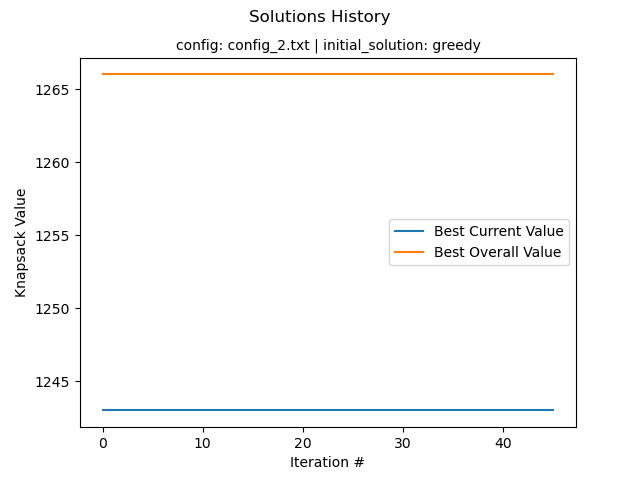 Solutions History
config: config_2.txt | initial_solution: greedy
Knapsack Value
1265
1260
1255
1250
1245
Best Current Value
Best Overall Value
0 10 20 30 40
Iteration #